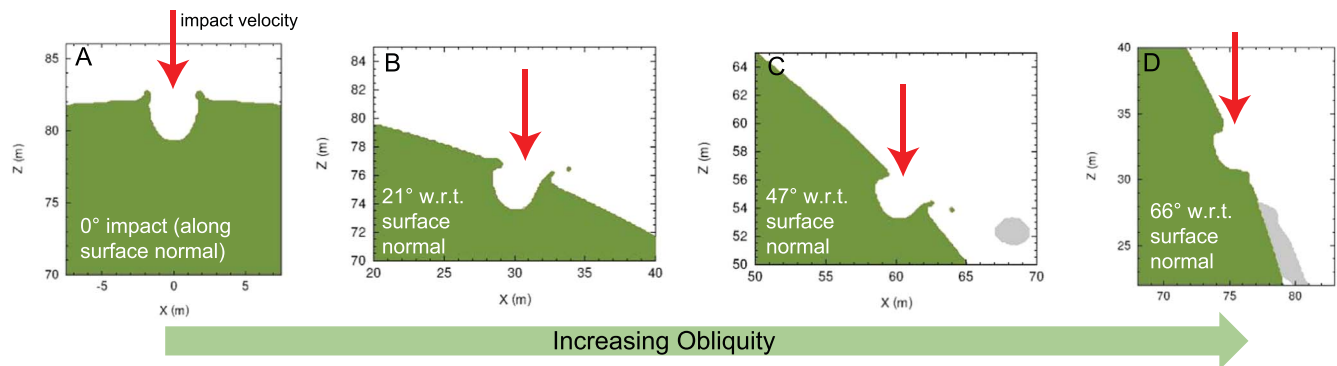 impact velocity
A
85
80
75
70
Z (m)
-5 0 5
X (m)
0° impact (along
surface normal)
B
84
82
80
78
76
74
72
70
Z (m)
20 25 30 35 40
X (m)
21° w.r.t.
surface
normal
C
64
62
60
58
56
54
52
50
Z (m)
50 55 60 65 70
X (m)
47° w.r.t.
surface
normal
D
40
35
30
25
Z (m)
70 75 80
X (m)
66° w.r.t.
surface
normal
Increasing Obliquity